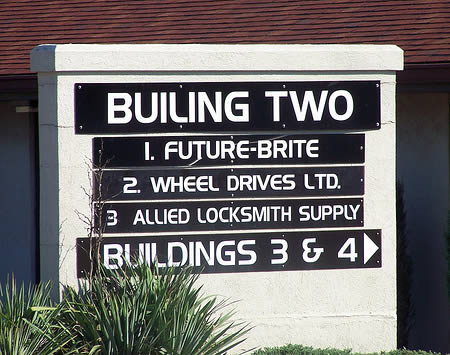 BUILING TWO
1. FUTURE-BRITE
2. WHEEL DRIVES LTD.
3 ALLIED LOCKSMITH SUPPLY
BUILDINGS 3 & 4